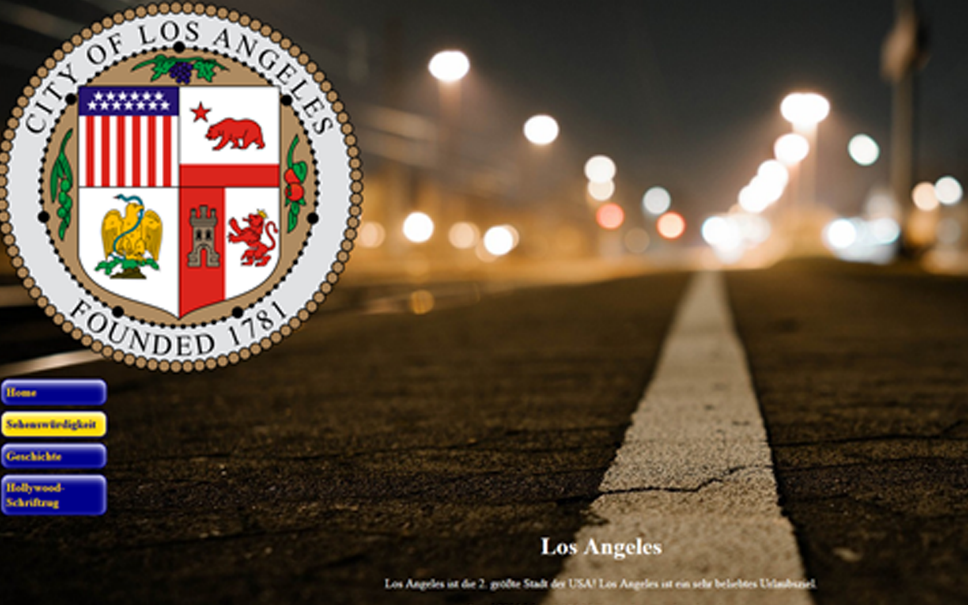 CITY OF LOS ANGELES
FOUNDED 1781
Home
Sehenswürdigkeit
Geschichte
Hollywood-
Schriftzug
Los Angeles
Los Angeles ist die 2. größte Stadt der USA! Los Angeles ist ein sehr beliebtes Urlaubsziel.